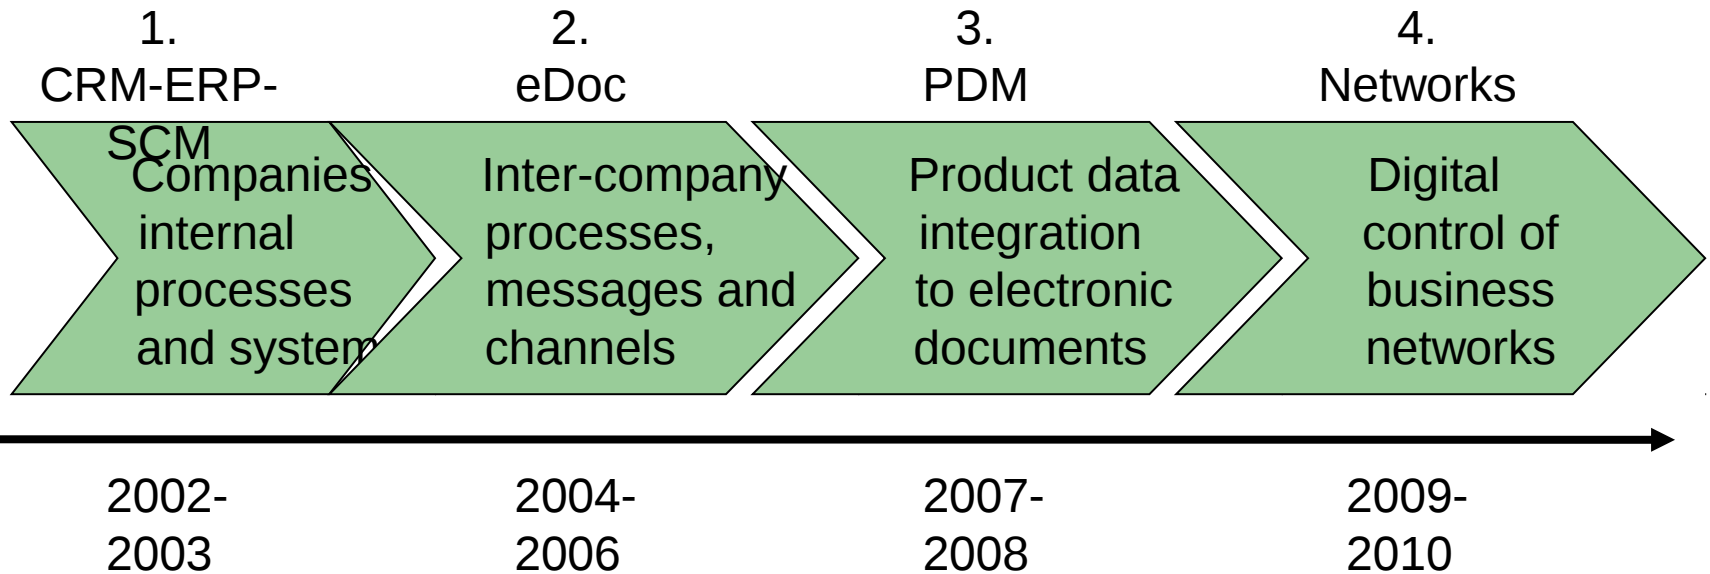 1.
CRM-ERP-
SCM
Companies
internal
processes
and system
2002-
2003
2.
eDoc
Inter-company
processes,
messages and
channels
2004-
2006
3.
PDM
Product data
integration
to electronic
documents
2007-
2008
4.
Networks
Digital
control of
business
networks
2009-
2010